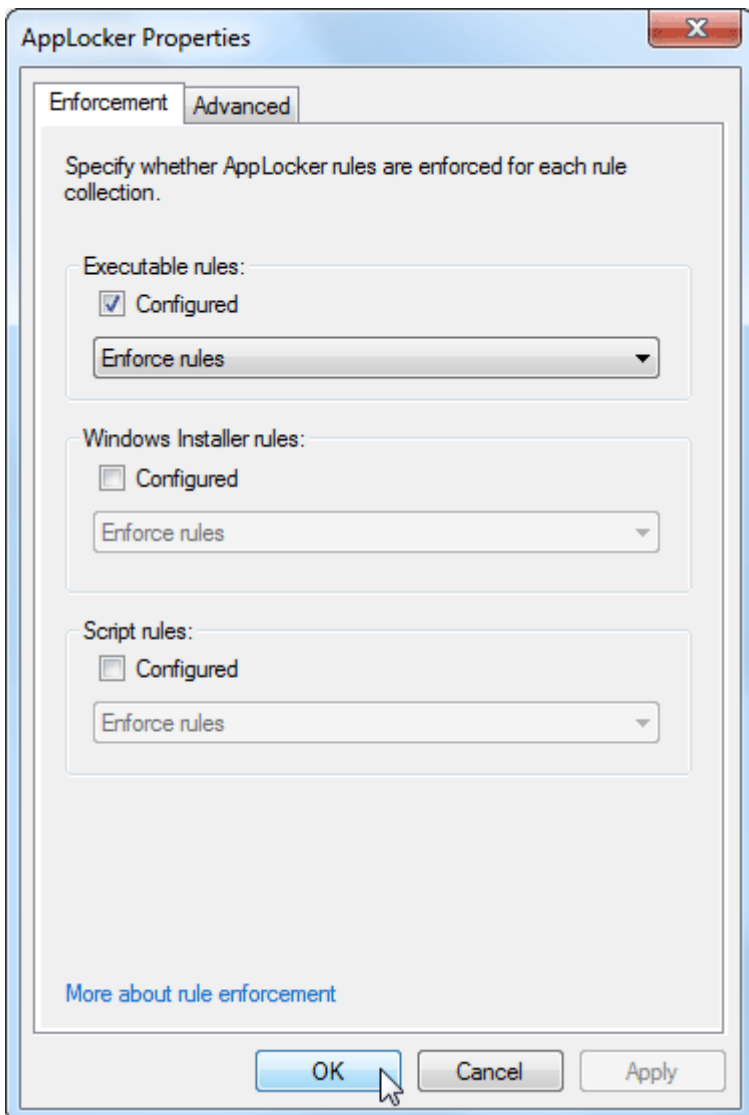 AppLocker Properties
Enforcement
Advanced
Specify whether AppLocker rules are enforced for each rule
collection.
Executable rules:
Configured
Enforce rules
Windows Installer rules:
Configured
Enforce rules
Script rules:
Configured
Enforce rules
More about rule enforcement
OK
Cancel
Apply